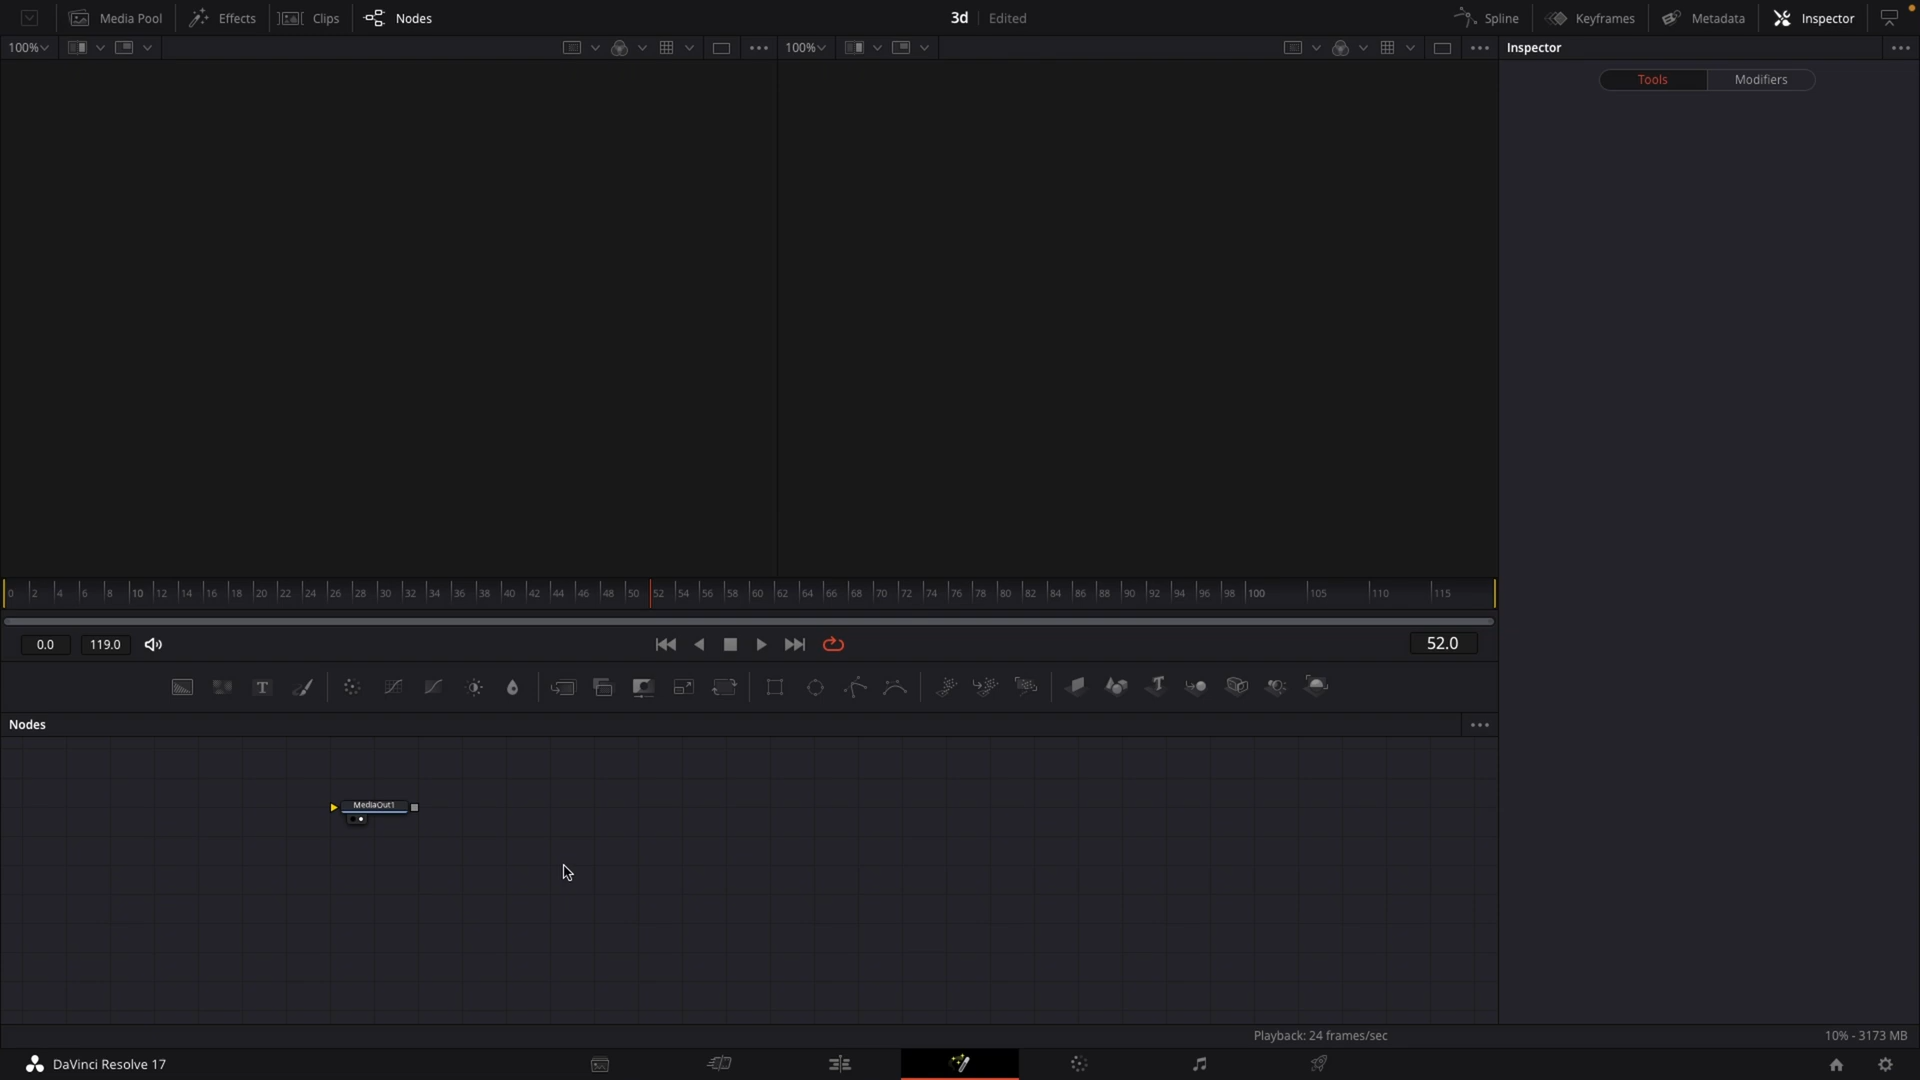 Media Pool Effects Clips Nodes 3d Edited Spline Keyframes Metadata Inspector
100% 100% Inspector
Tools Modifiers
0 2 4 6 8 10 12 14 16 18 20 22 24 26 28 30 32 34 36 38 40 42 44 46 48 50 52 54 56 58 60 62 64 66 68 70 72 74 76 78 80 82 84 86 88 90 92 94 96 98 100 105 110 115
0.0 119.0 52.0
T T
Nodes
MediaOut1
Playback: 24 frames/sec 10% - 3173 MB
DaVinci Resolve 17